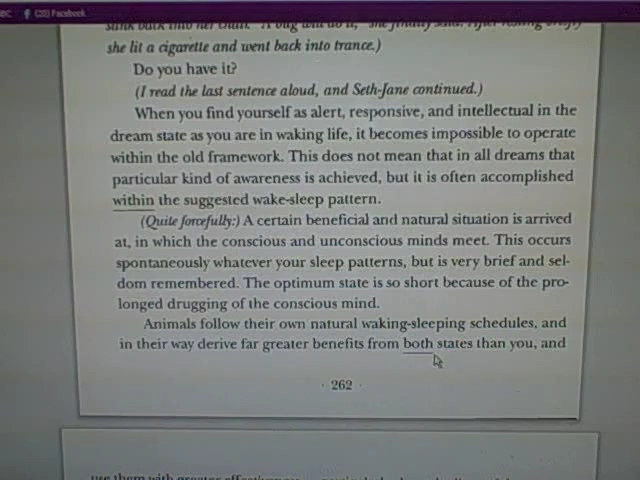 BC (20) Facebook
she lit a cigarette and went back into trance.)
Do you have it?
(I read the last sentence aloud, and Seth-Jane continued.)
When you find yourself as alert, responsive, and intellectual in the
dream state as you are in waking life, it becomes impossible to operate
within the old framework. This does not mean that in all dreams that
particular kind of awareness is achieved, but it is often accomplished
within the suggested wake-sleep pattern.
(Quite forcefully:) A certain beneficial and natural situation is arrived
at, in which the conscious and unconscious minds meet. This occurs
spontaneously whatever your sleep patterns, but is very brief and sel-
dom remembered. The optimum state is so short because of the pro-
longed drugging of the conscious mind.
Animals follow their own natural waking-sleeping schedules, and
in their way derive far greater benefits from both states than you, and
· 262 ·